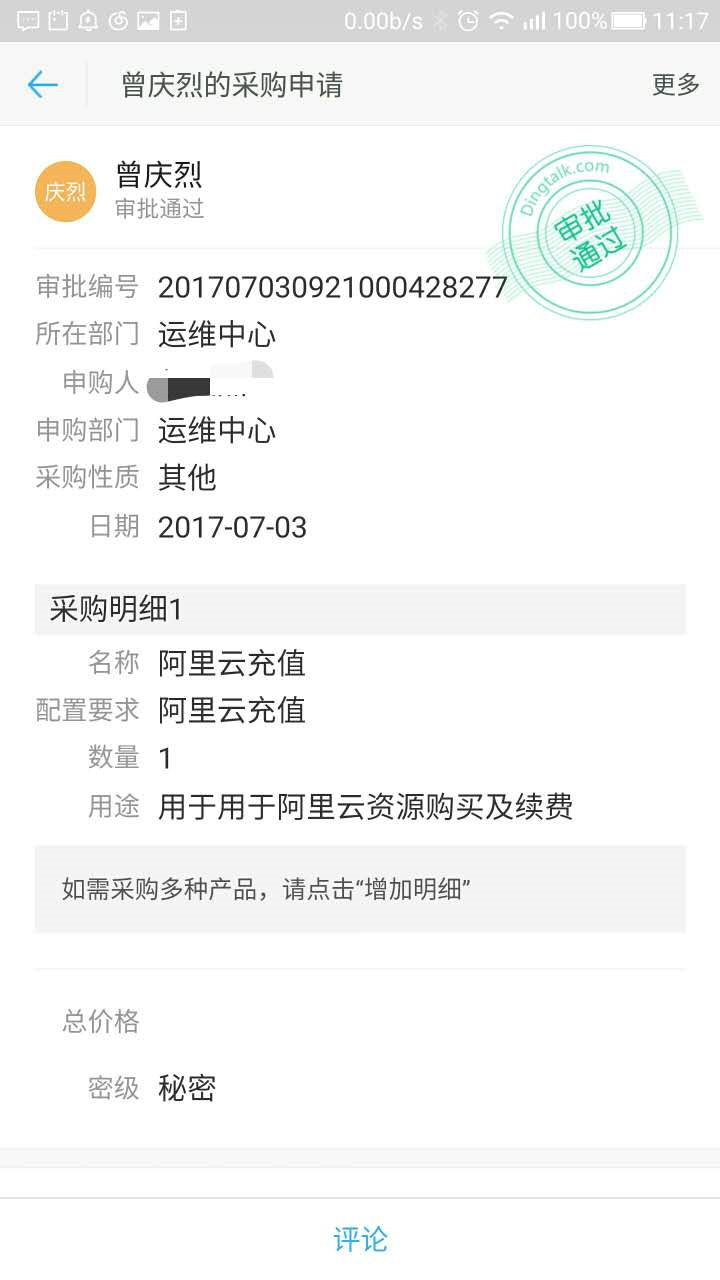 0.00b/s 100% 11:17
曾庆烈的采购申请 更多
庆烈 曾庆烈
审批通过
Dingtalk.com
审批
通过
审批编号 201707030921000428277
所在部门 运维中心
申购人
申购部门 运维中心
采购性质 其他
日期 2017-07-03
采购明细1
名称 阿里云充值
配置要求 阿里云充值
数量 1
用途 用于用于阿里云资源购买及续费
如需采购多种产品，请点击“增加明细”
总价格
密级 秘密
评论